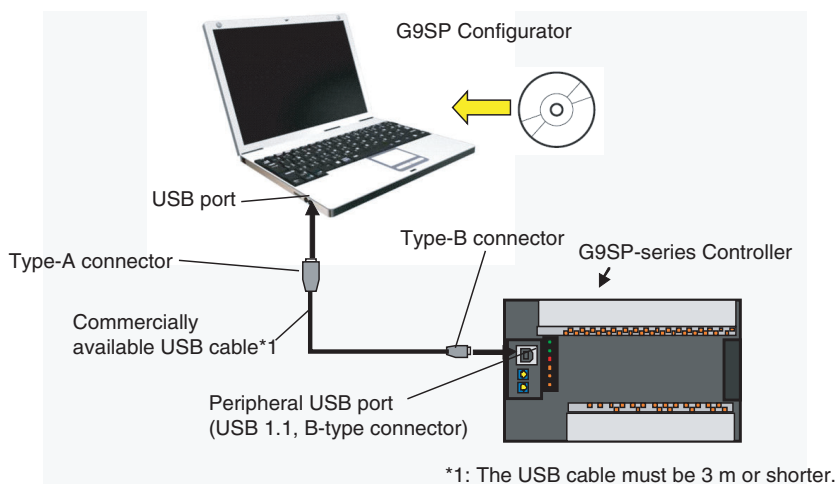 G9SP Configurator
USB port
Type-B connector
G9SP-series Controller
Type-A connector
Commercially
available USB cable*1
Peripheral USB port
(USB 1.1, B-type connector)
*1: The USB cable must be 3 m or shorter.